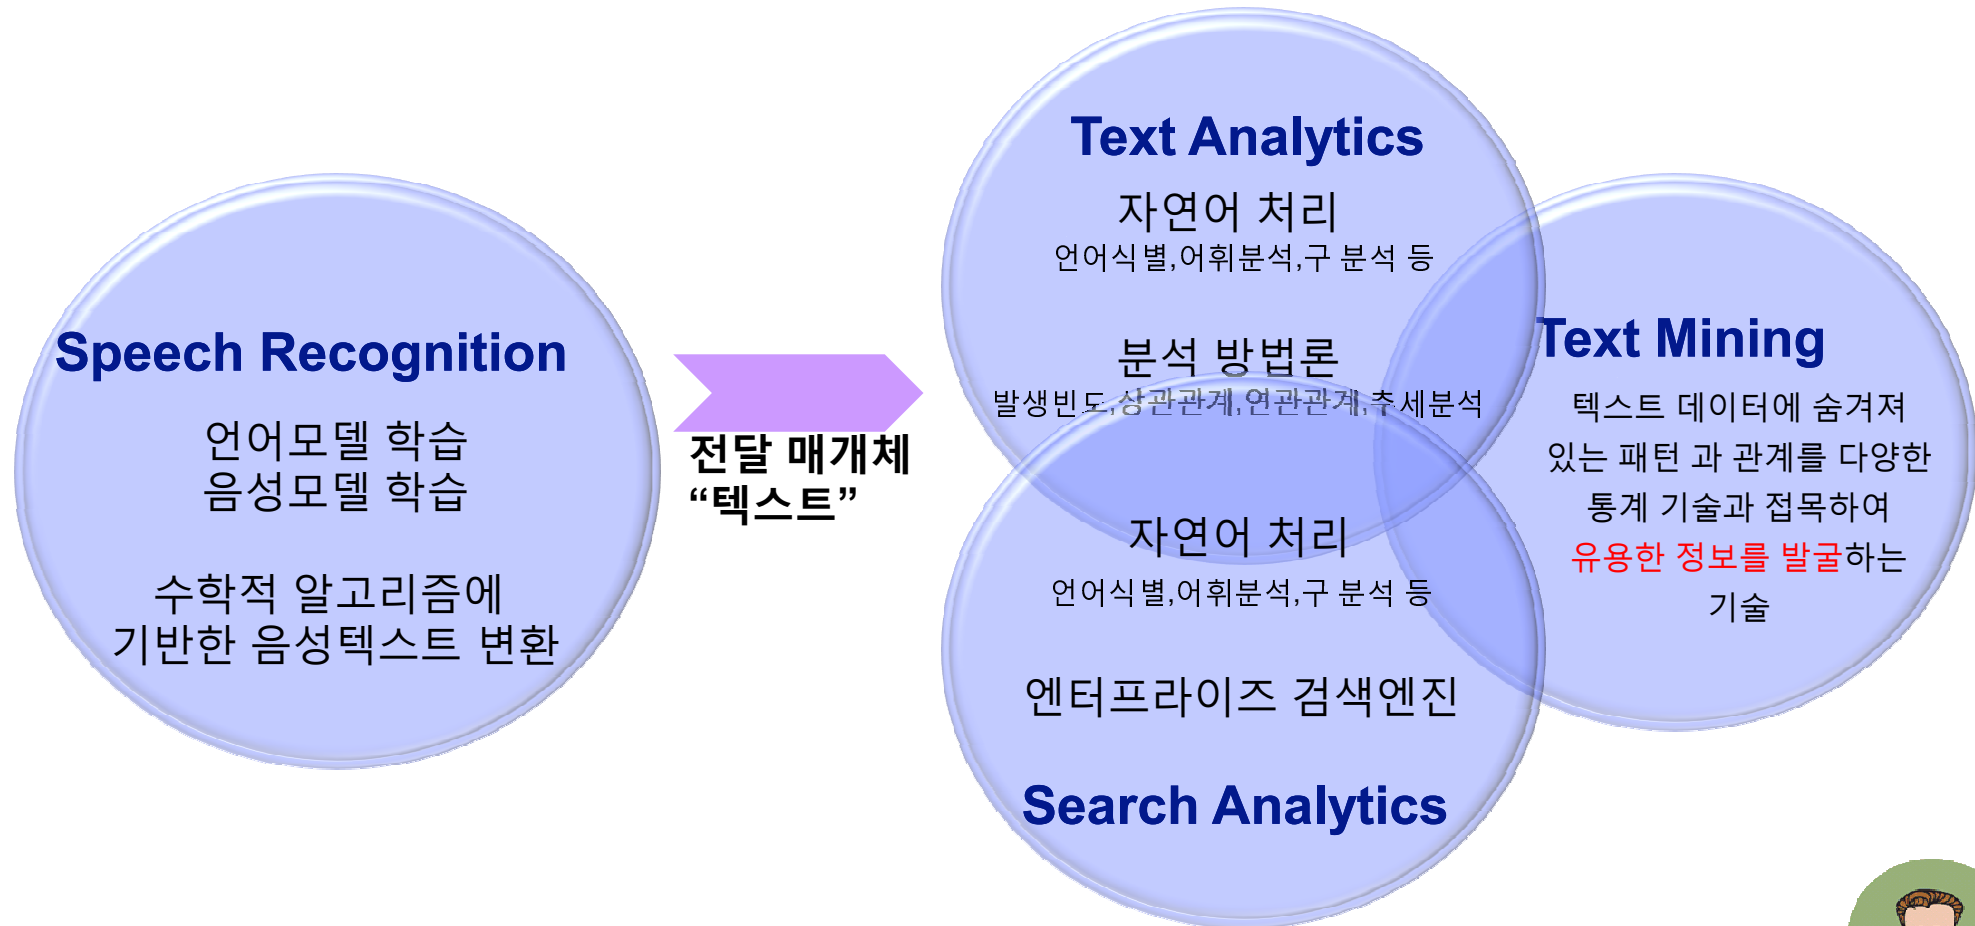 Speech Recognition
언어모델 학습
음성모델 학습
수학적 알고리즘에
기반한 음성텍스트 변환
전달 매개체
“텍스트”
Text Analytics
자연어 처리
언어식별,어휘분석,구 분석 등
분석 방법론
발생빈도,상관관계,연관관계,추세분석
자연어 처리
언어식별,어휘분석,구 분석 등
엔터프라이즈 검색엔진
Search Analytics
Text Mining
텍스트 데이터에 숨겨져
있는 패턴 과 관계를 다양한
통계 기술과 접목하여
유용한 정보를 발굴하는
기술